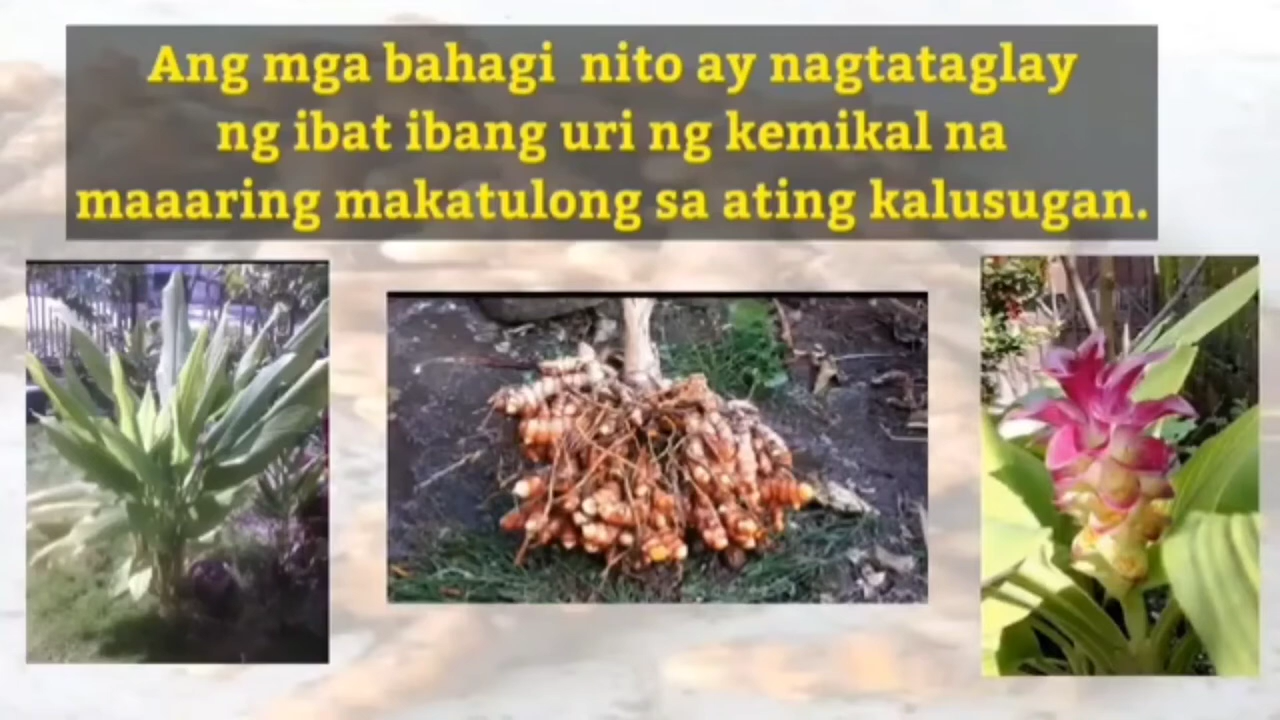 Ang mga bahagi nito ay nagtataglay
ng ibat ibang uri ng kemikal na
maaaring makatulong sa ating kalusugan.